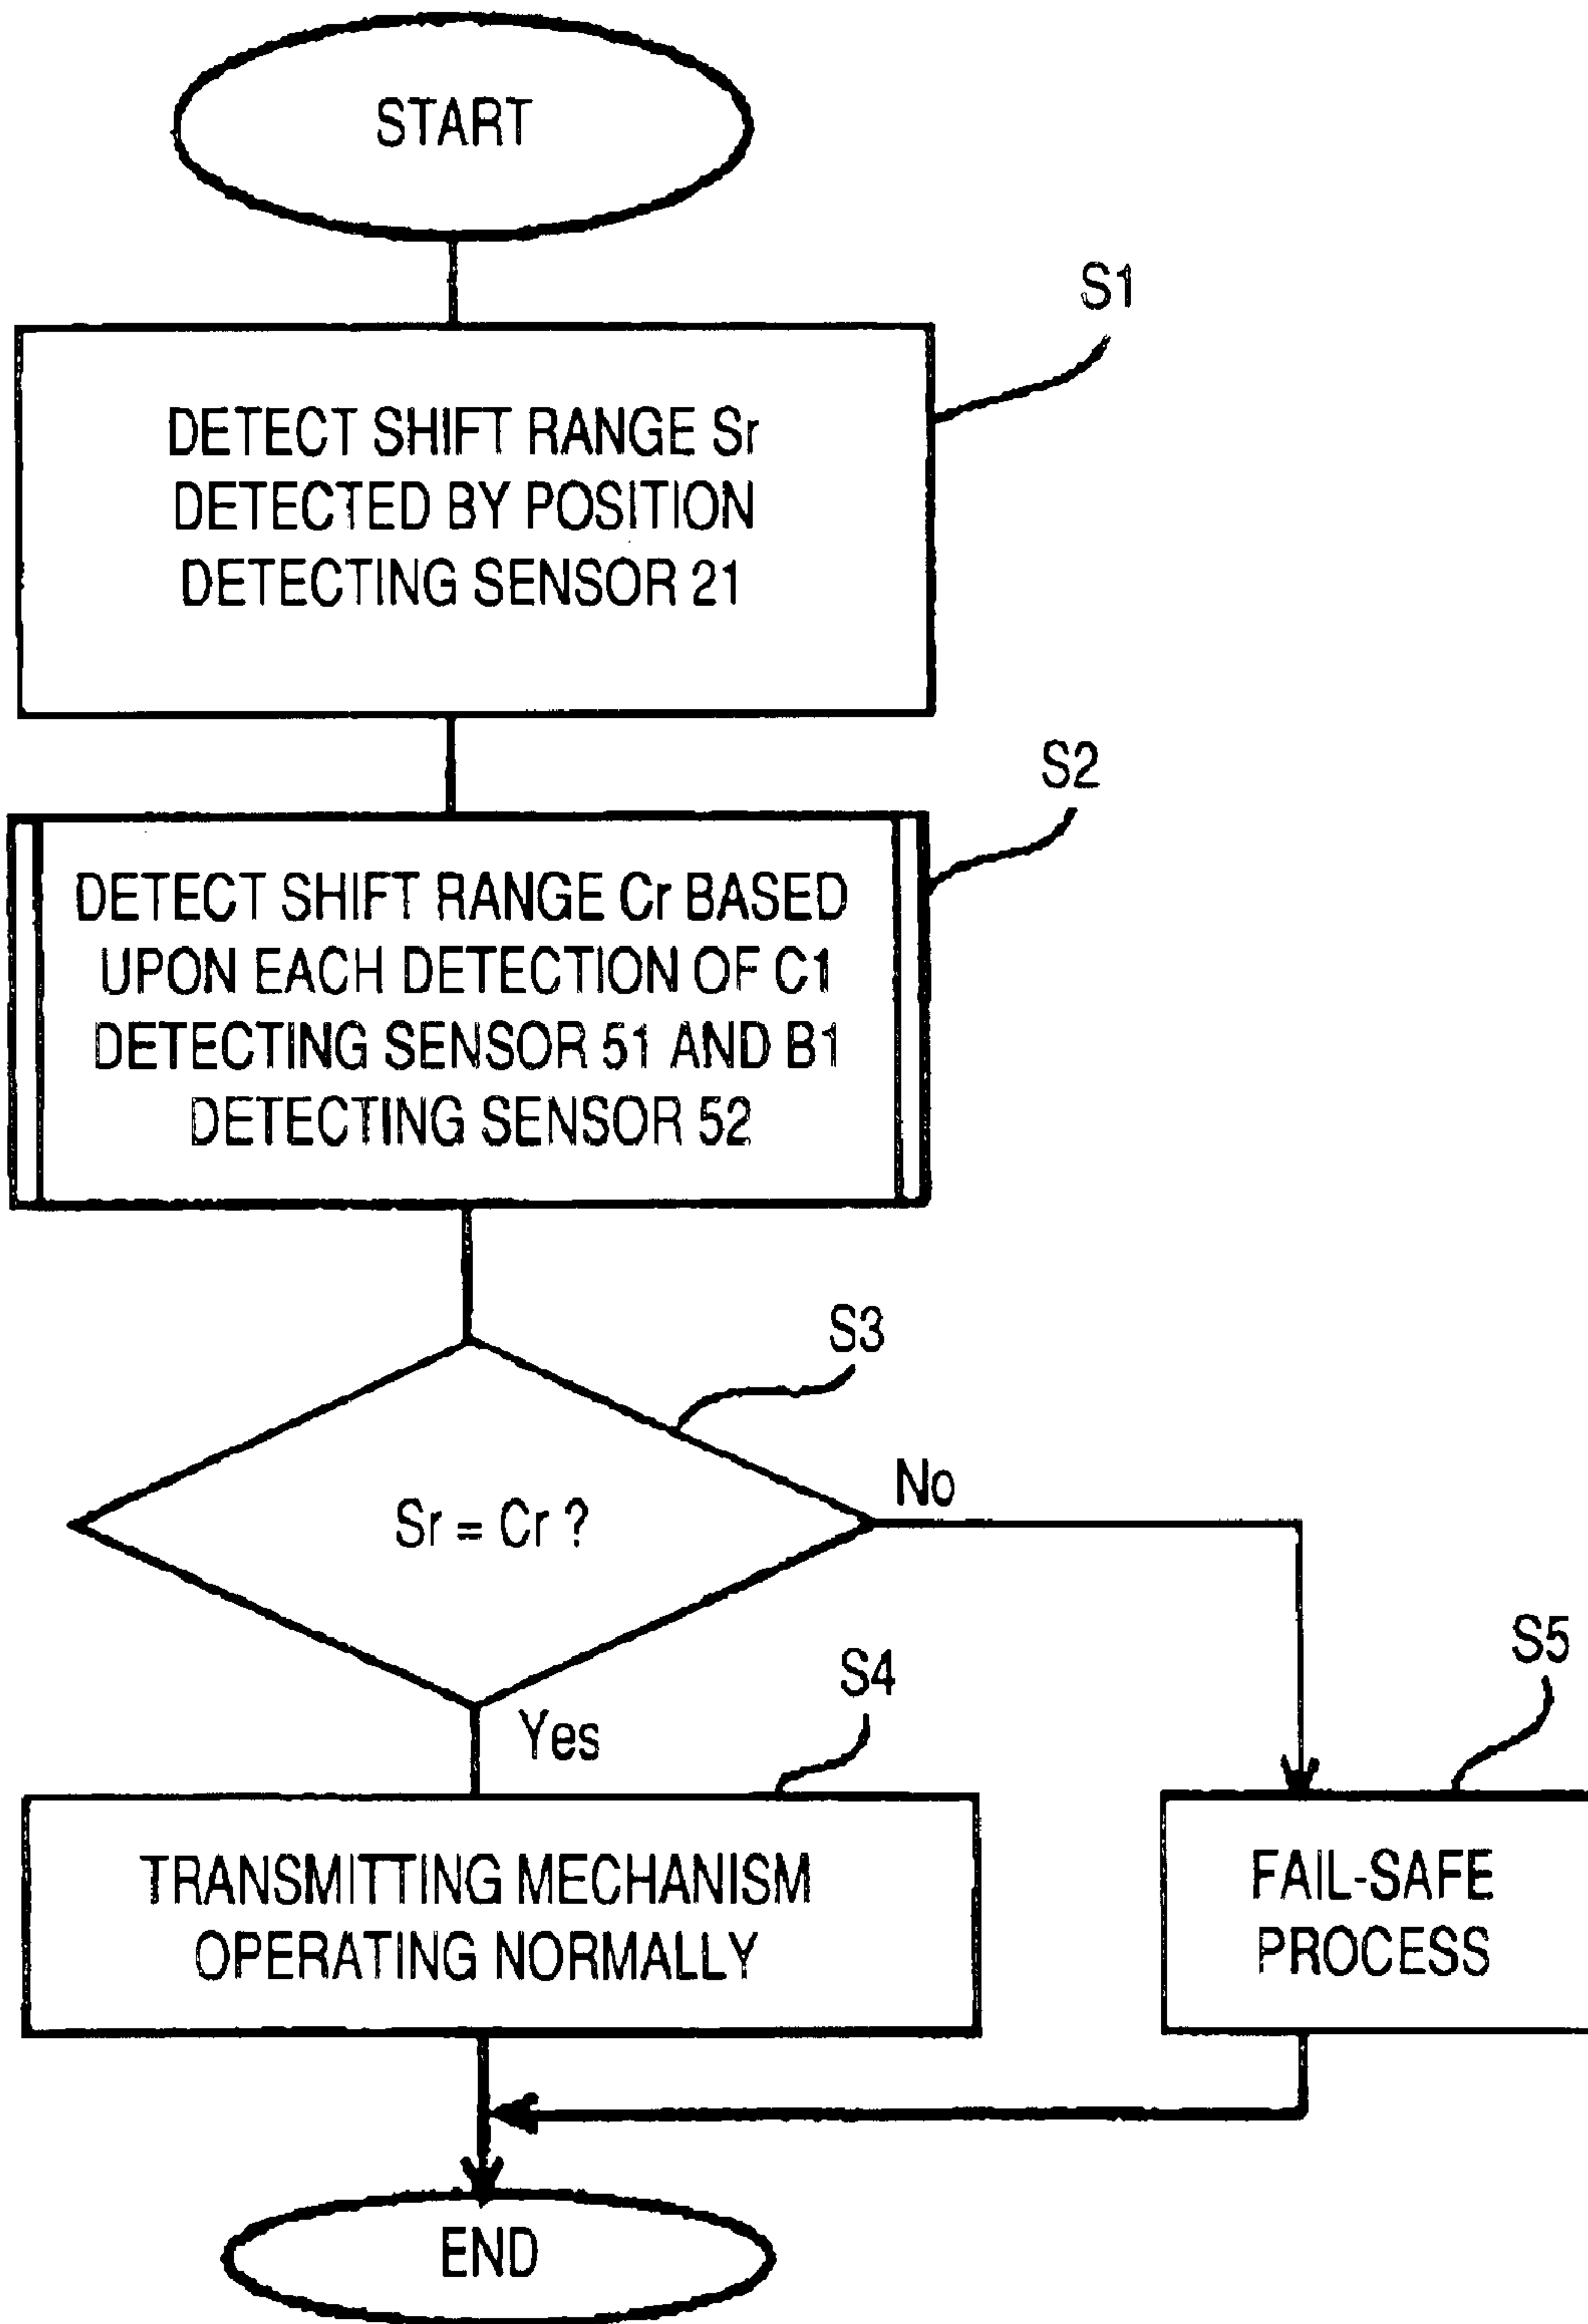 START
S1
DETECT SHIFT RANGE Sr
DETECTED BY POSITION
DETECTING SENSOR 21
S2
DETECT SHIFT RANGE Cr BASED
UPON EACH DETECTION OF C1
DETECTING SENSOR 51 AND B1
DETECTING SENSOR 52
S3
Sr = Cr ?
No
Yes
S4
S5
TRANSMITTING MECHANISM
OPERATING NORMALLY
FAIL-SAFE
PROCESS
END